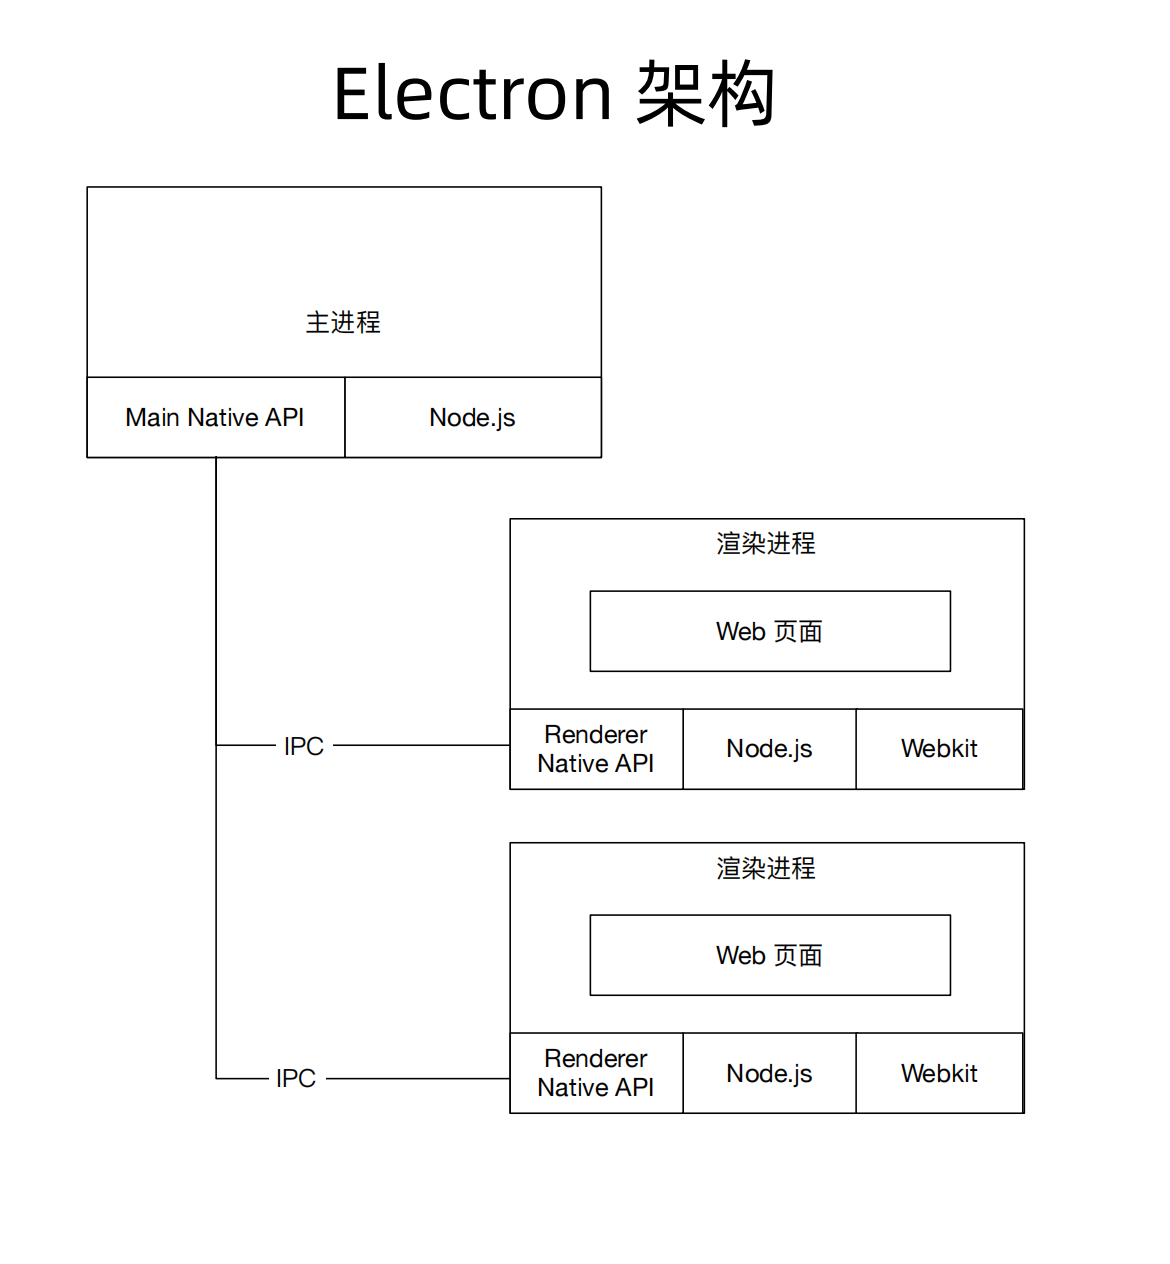 Electron 架构
主进程
Main Native API
Node.js
渲染进程
Web 页面
IPC
Renderer
Native API
Node.js
Webkit
渲染进程
Web 页面
IPC
Renderer
Native API
Node.js
Webkit